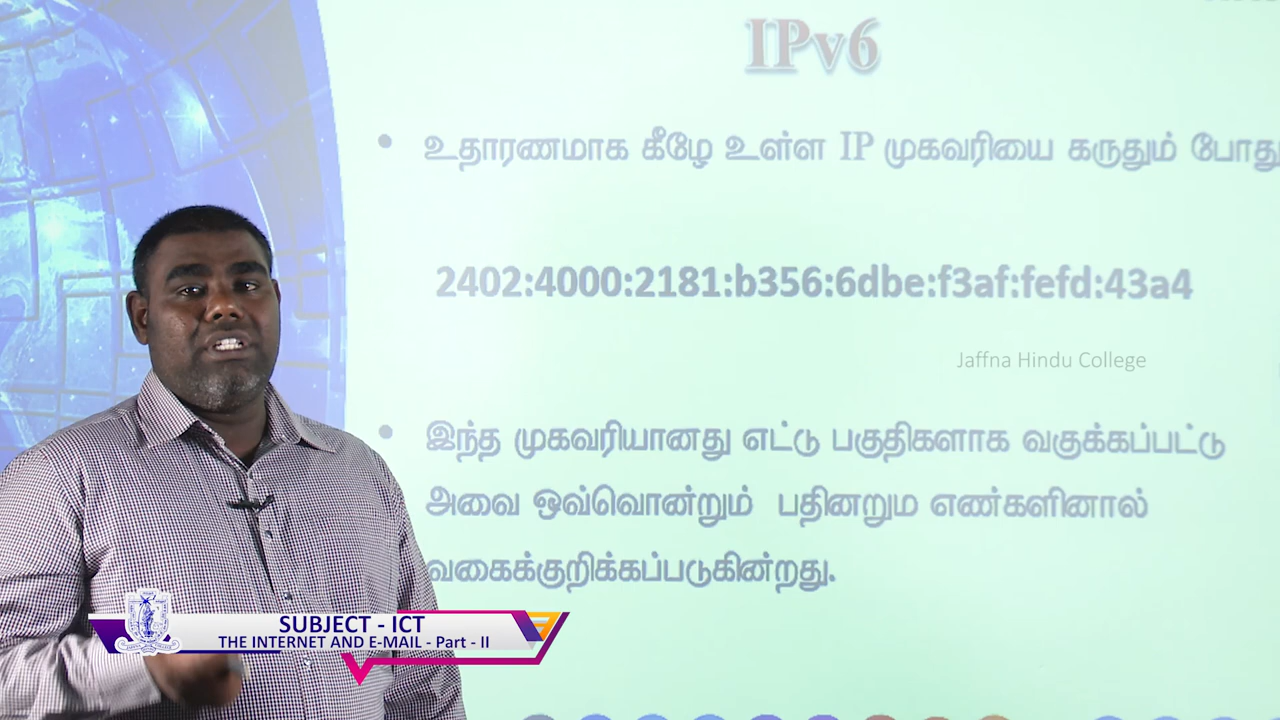 IPv6
• உதாரணமாக கீழே உள்ள IP முகவரியை கருதும் போது
2402:4000:2181:b356:6dbe:f3af:fefd:43a4
Jaffna Hindu College
• இந்த முகவரியானது எட்டு பகுதிகளாக வகுக்கப்பட்டு
அவை ஒவ்வொன்றும் பதினறும எண்களினால்
வகைக்குறிக்கப்படுகின்றது.
SUBJECT - ICT
THE INTERNET AND E-MAIL - Part - II